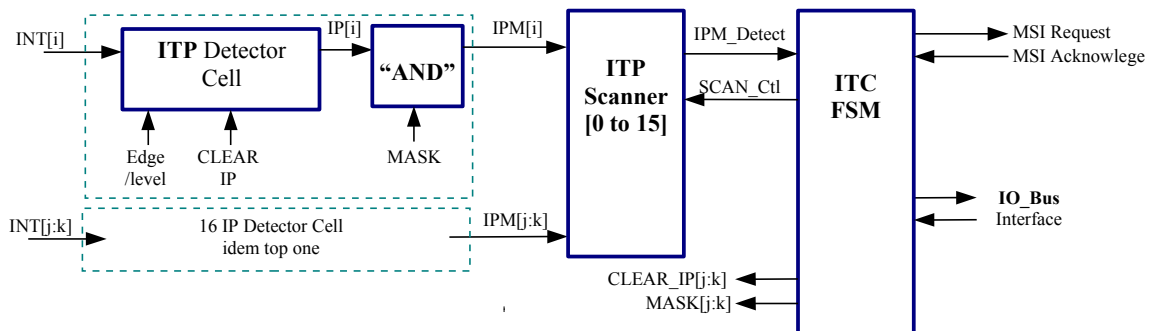 INT[i]
ITP Detector
Cell
IP[i]
"AND"
IPM[i]
Edge
/level
CLEAR
IP
MASK
INT[j:k]
16 IP Detector Cell
idem top one
IPM[j:k]
ITP
Scanner
[0 to 15]
IPM_Detect
SCAN_Ctl
CLEAR_IP[j:k]
MASK[j:k]
ITC
FSM
MSI Request
MSI Acknowlege
IO_Bus
Interface